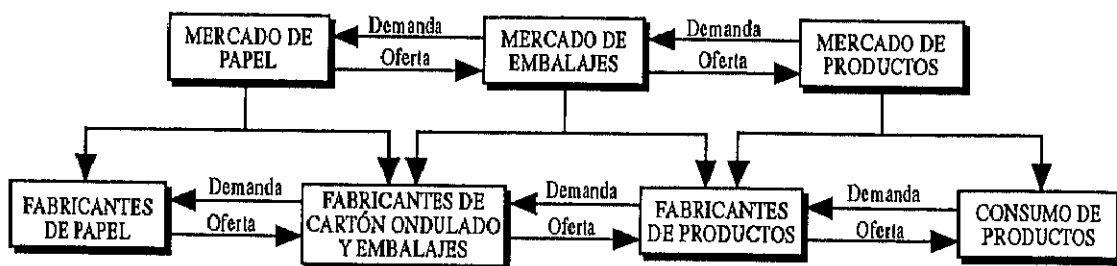 MERCADO DE
PAPEL
Demanda
Oferta
MERCADO DE
EMBALAJES
Demanda
Oferta
MERCADO DE
PRODUCTOS
FABRICANTES
DE PAPEL
Demanda
Oferta
FABRICANTES DE
CARTÓN ONDULADO
Y EMBALAJES
Demanda
Oferta
FABRICANTES
DE PRODUCTOS
Demanda
Oferta
CONSUMO DE
PRODUCTOS